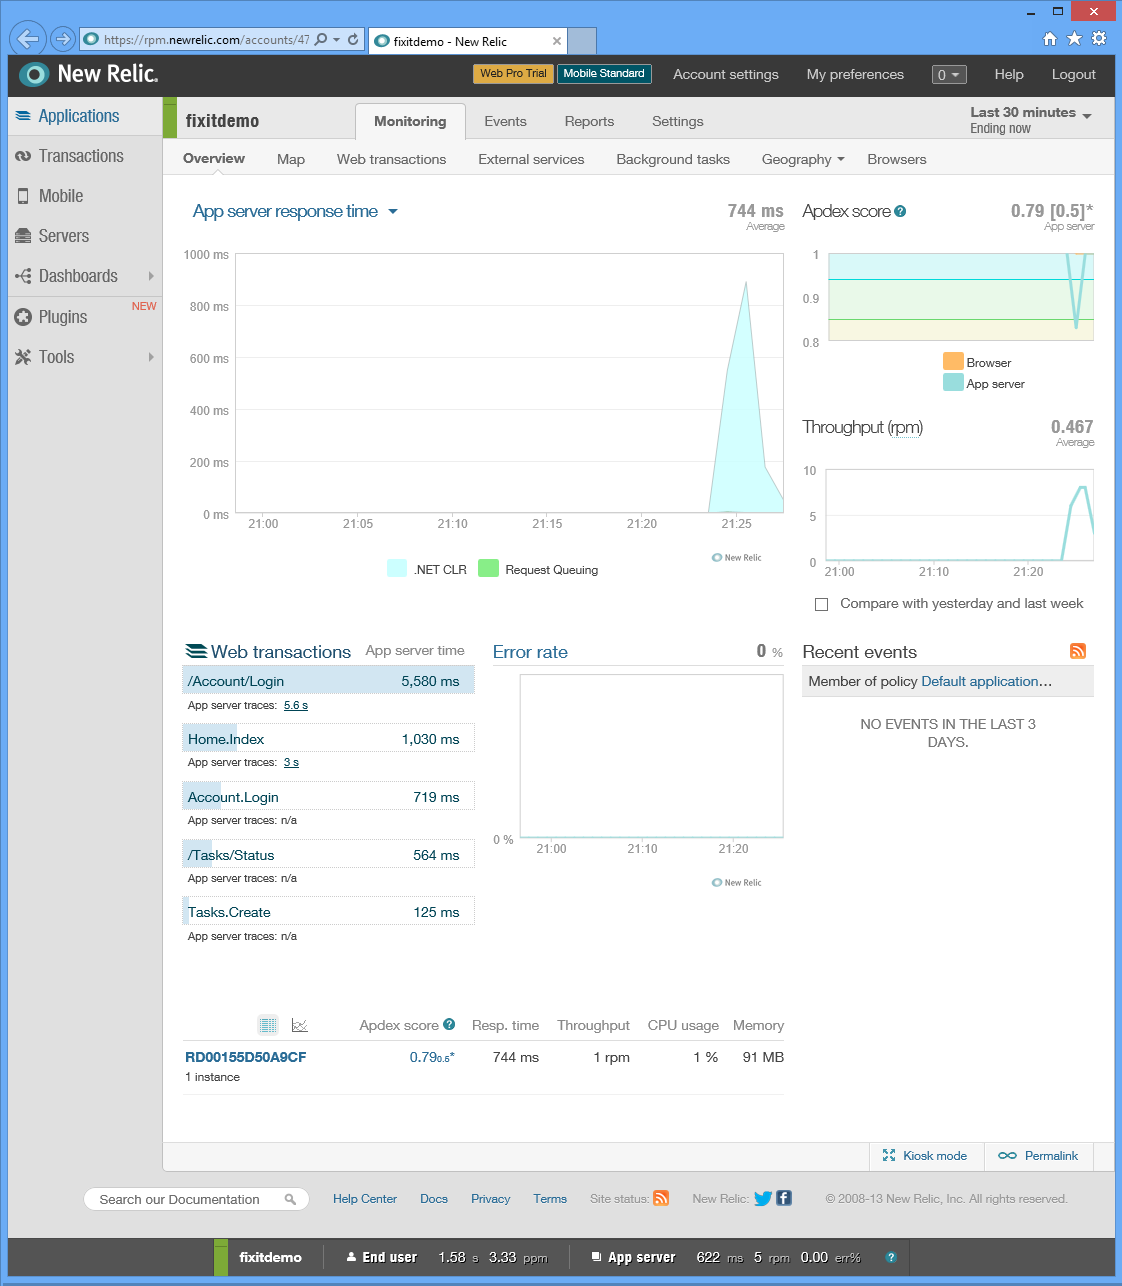 https://rpm.newrelic.com/accounts/47
fixitdemo - New Relic
New Relic.
Web Pro Trial
Mobile Standard
Account settings
My preferences
0
Help
Logout
Applications
Transactions
Mobile
Servers
Dashboards
NEW
Plugins
Tools
fixitdemo
Monitoring
Events
Reports
Settings
Last 30 minutes
Ending now
Overview
Map
Web transactions
External services
Background tasks
Geography
Browsers
App server response time
744 ms
Average
1000 ms
800 ms
600 ms
400 ms
200 ms
0 ms
21:00 21:05 21:10 21:15 21:20 21:25
New Relic
.NET CLR
Request Queuing
Apdex score ?
0.79 [0.5]*
App server
1
0.9
0.8
Browser
App server
Throughput (rpm)
0.467
Average
10
5
0
21:00 21:10 21:20
Compare with yesterday and last week
Web transactions App server time
/Account/Login 5,580 ms
App server traces: 5.6 s
Home.Index 1,030 ms
App server traces: 3 s
Account.Login 719 ms
App server traces: n/a
/Tasks/Status 564 ms
App server traces: n/a
Tasks.Create 125 ms
App server traces: n/a
Error rate
0 %
0 %
21:00 21:10 21:20
New Relic
Recent events
Member of policy Default application…
NO EVENTS IN THE LAST 3
DAYS.
Apdex score ? Resp. time Throughput CPU usage Memory
RD00155D50A9CF 0.79 0.5* 744 ms 1 rpm 1 % 91 MB
1 instance
Kiosk mode
Permalink
Search our Documentation
Help Center
Docs
Privacy
Terms
Site status:
New Relic:
© 2008-13 New Relic, Inc. All rights reserved.
fixitdemo
End user 1.58 s 3.33 ppm
App server 622 ms 5 rpm 0.00 err% ?